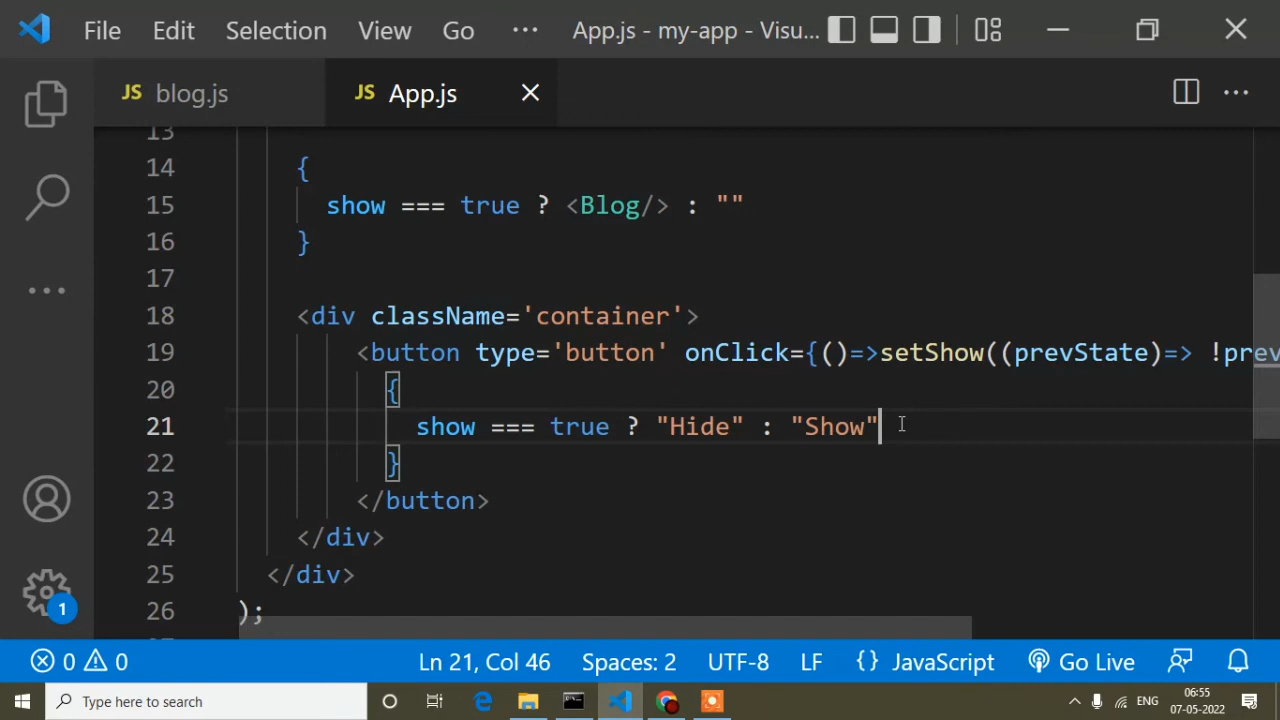 File Edit Selection View Go ··· App.js - my-app - Visu...
JS blog.js JS App.js
13
14 {
15 show === true ? <Blog/> : ""
16 }
17
18 <div className='container'>
19 <button type='button' onClick={()=>setShow((prevState)=> !prev
20 {
21 show === true ? "Hide" : "Show"
22 }
23 </button>
24 </div>
25 </div>
26 );
1
0 0 Ln 21, Col 46 Spaces: 2 UTF-8 LF {} JavaScript Go Live
Type here to search ENG 06:55
07-05-2022